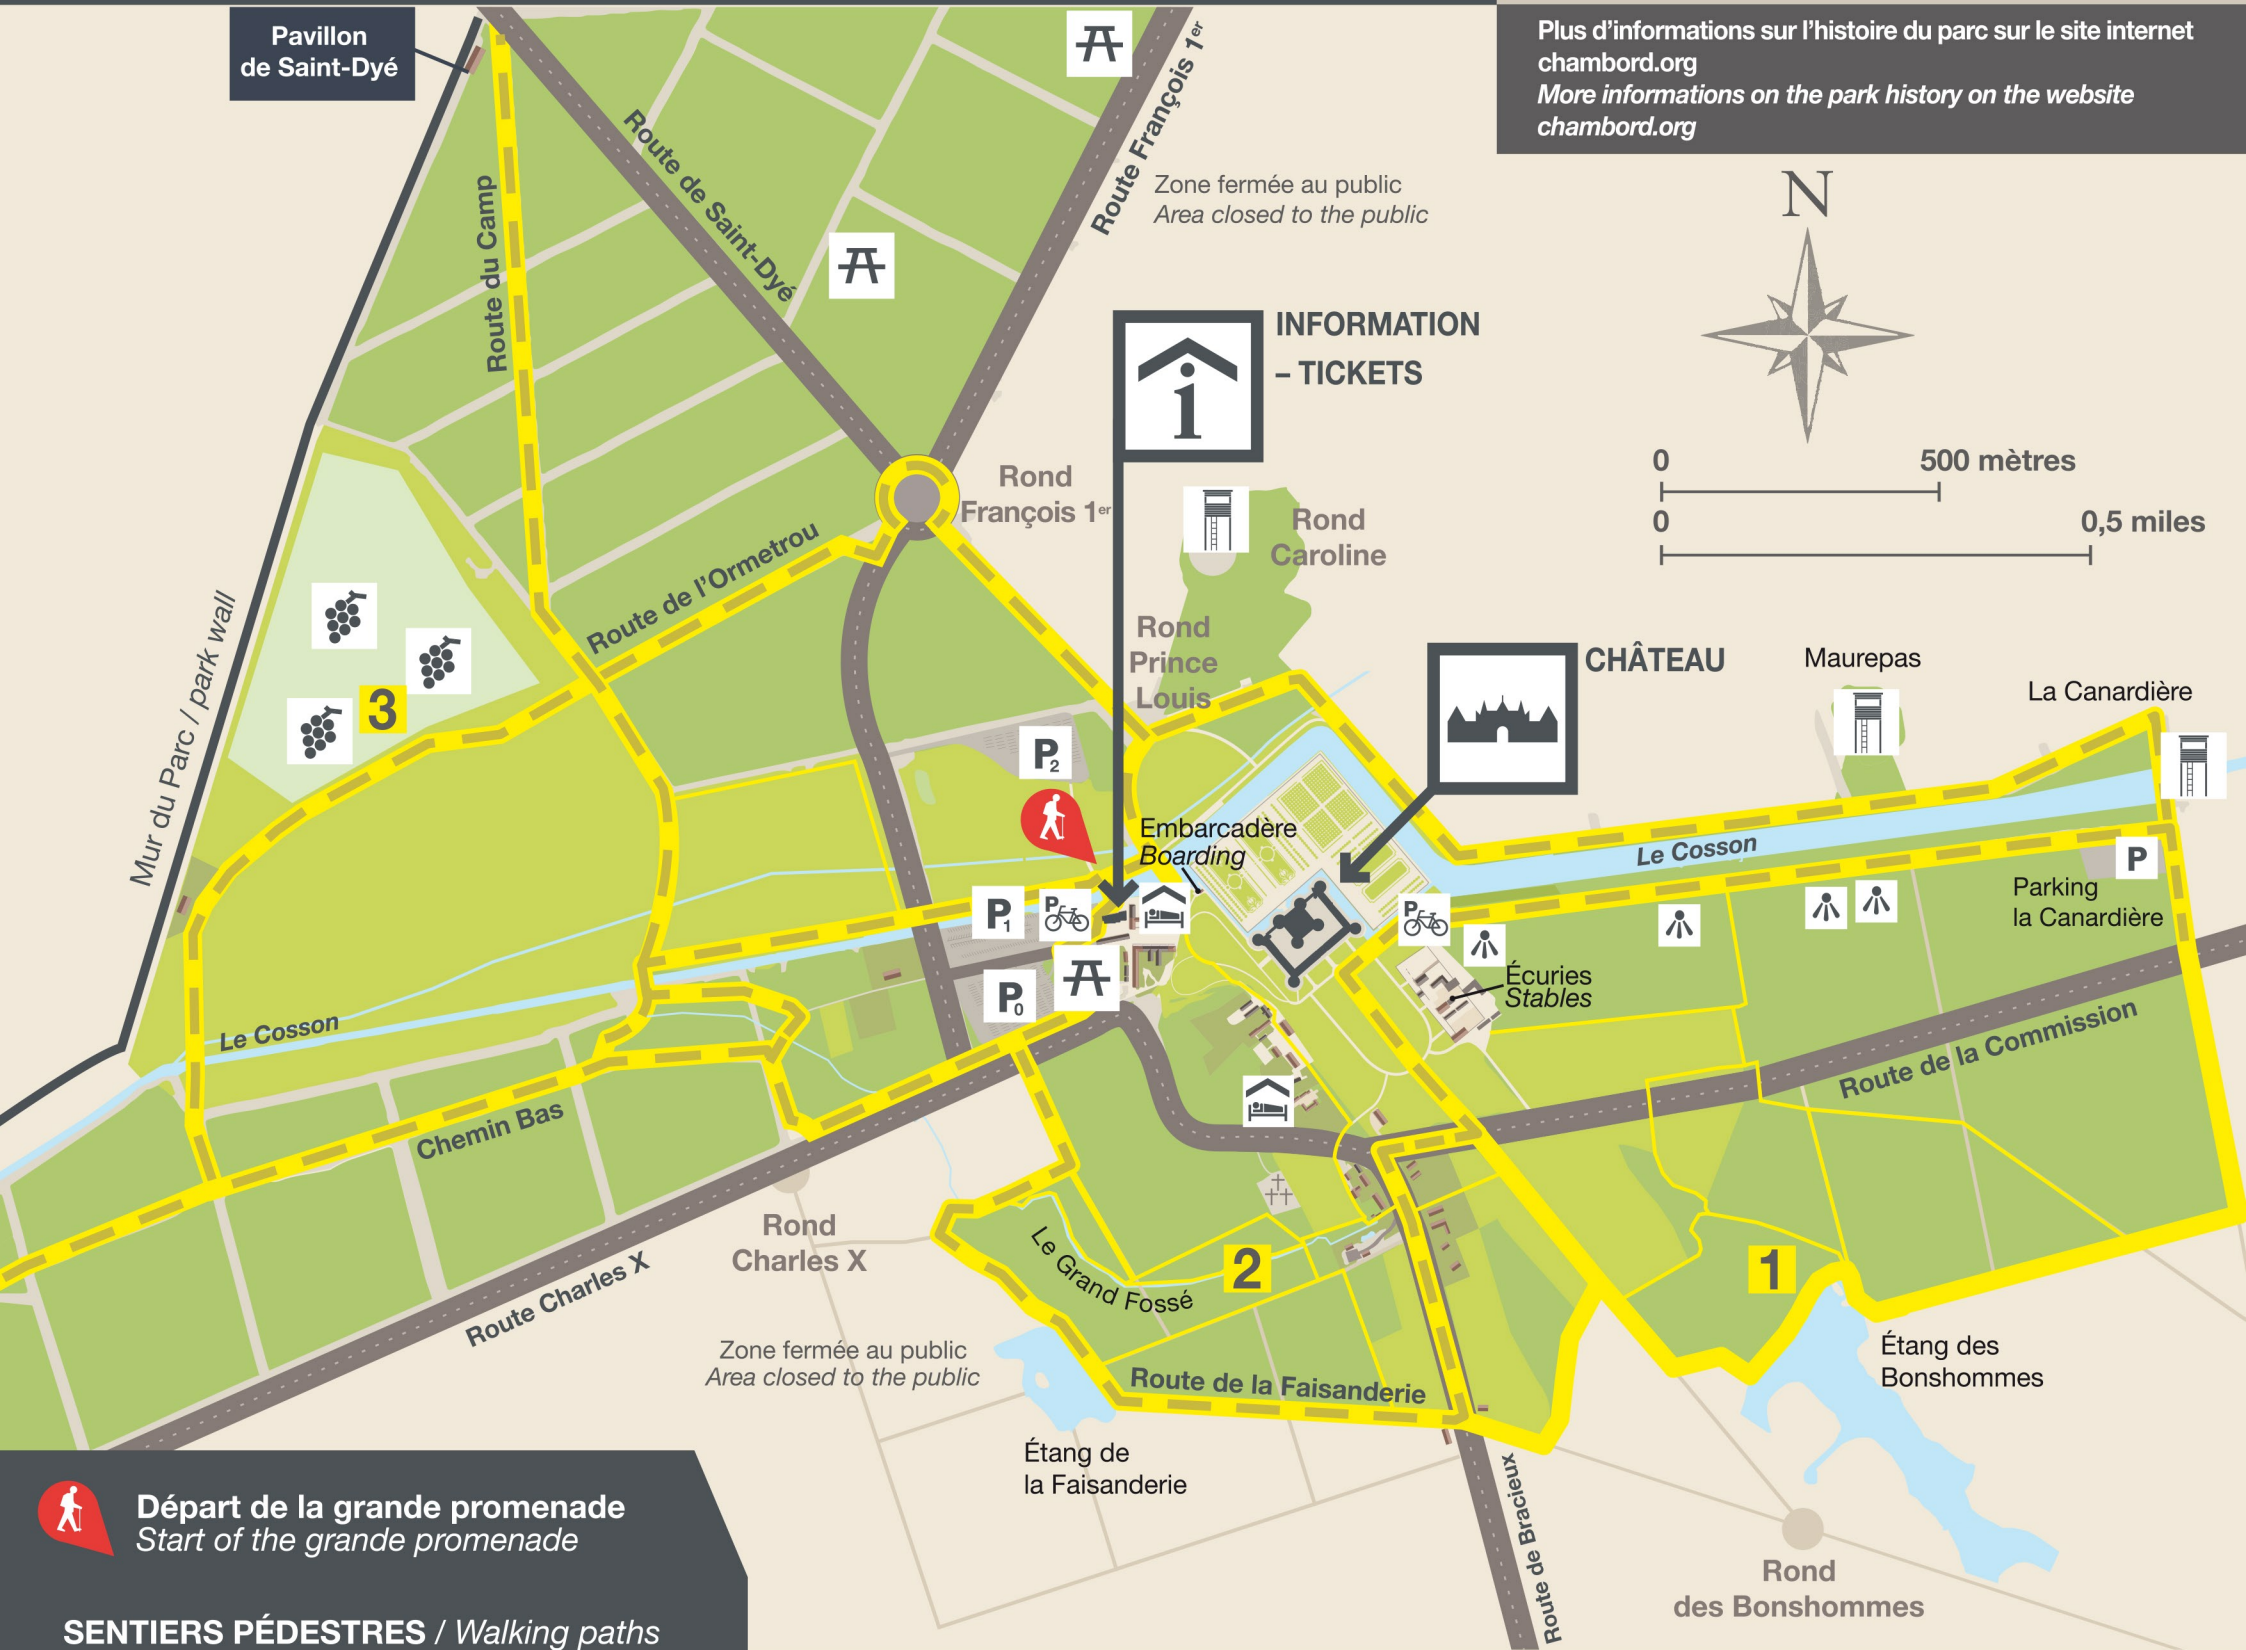 Pavillon
de Saint-Dyé
Plus d'informations sur l'histoire du parc sur le site internet
chambord.org
More informations on the park history on the website
chambord.org
Route François 1er
Route de Saint-Dyé
Route du Camp
Zone fermée au public
Area closed to the public
N
INFORMATION
– TICKETS
i
0
500 mètres
0
0,5 miles
Rond
François 1er
Rond
Caroline
Route de l'Ormetrou
Mur du Parc / park wall
Rond
Prince
Louis
CHÂTEAU
Maurepas
La Canardière
3
P2
Embarcadère
Boarding
Le Cosson
P
Parking
la Canardière
P1
P
P
Écuries
Stables
P0
Le Cosson
Route de la Commission
Chemin Bas
Rond
Charles X
Le Grand Fossé
2
1
Route Charles X
Zone fermée au public
Area closed to the public
Étang des
Bonshommes
Route de la Faisanderie
Étang de
la Faisanderie
Route de Bracieux
Rond
des Bonshommes
Départ de la grande promenade
Start of the grande promenade
SENTIERS PÉDESTRES / Walking paths